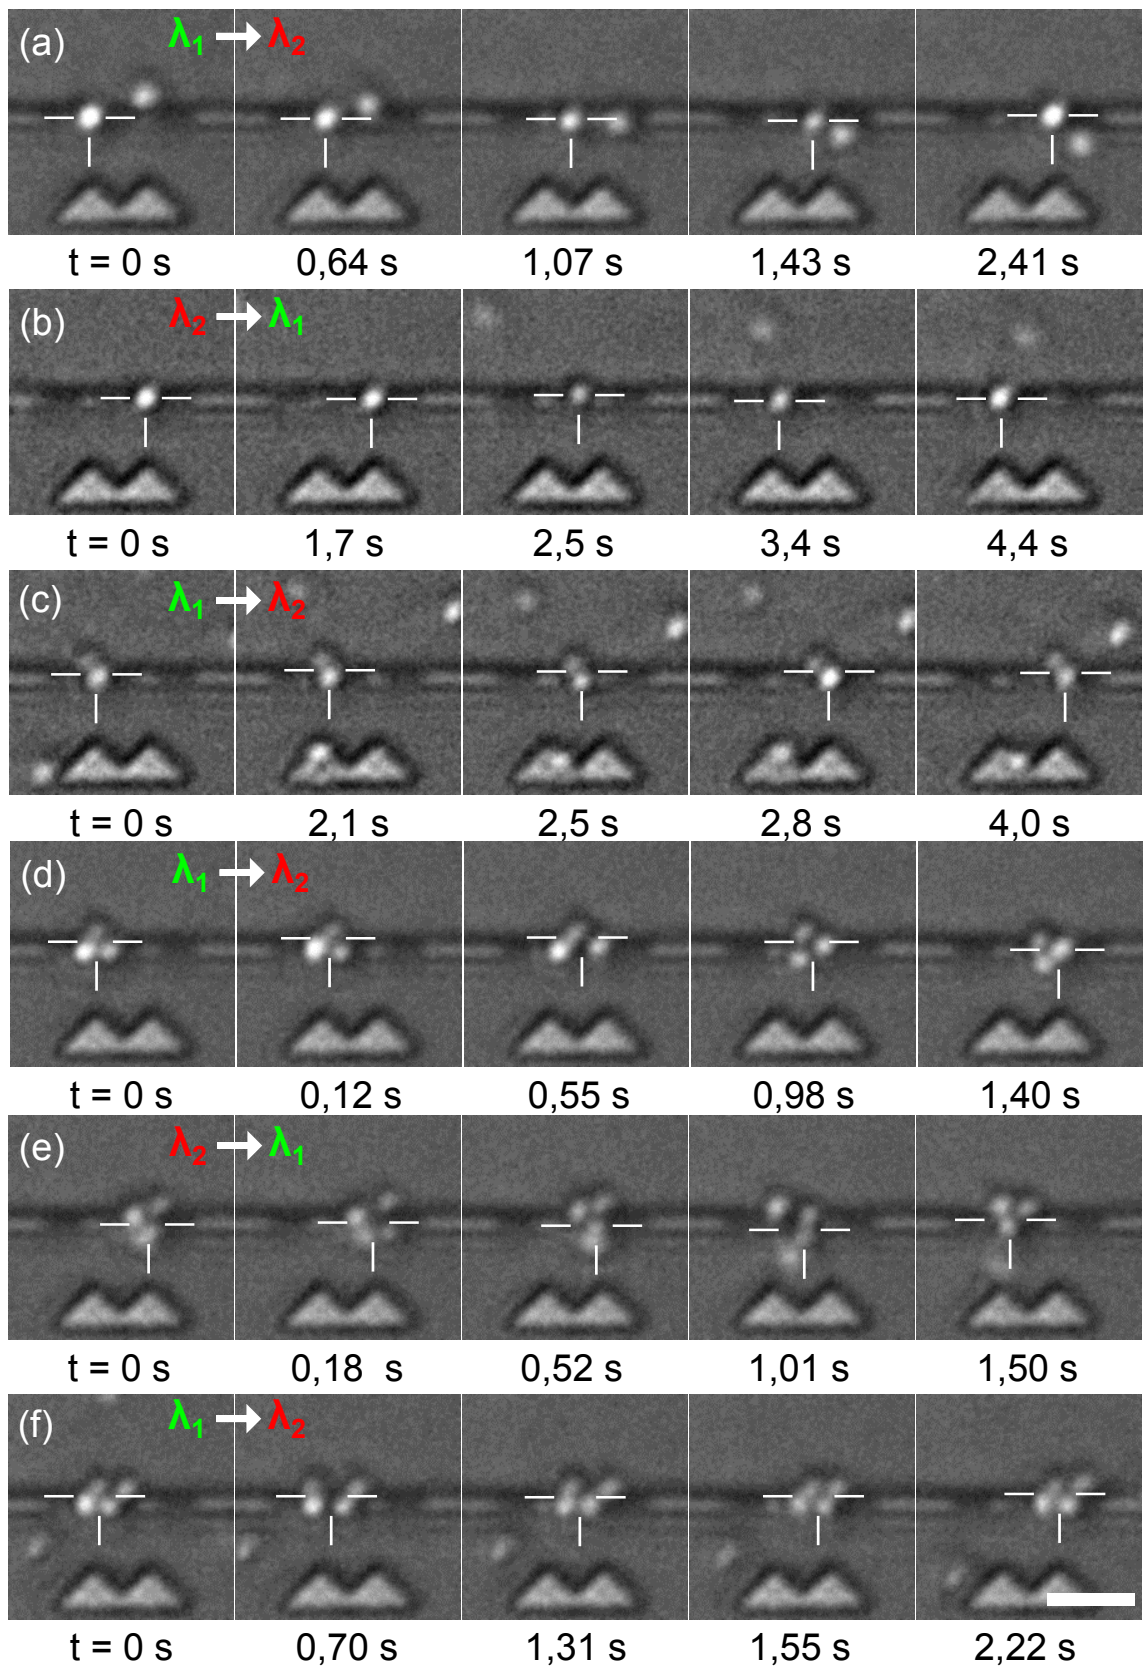 (a) λ1 → λ2
t = 0 s 0,64 s 1,07 s 1,43 s 2,41 s
(b) λ2 → λ1
t = 0 s 1,7 s 2,5 s 3,4 s 4,4 s
(c) λ1 → λ2
t = 0 s 2,1 s 2,5 s 2,8 s 4,0 s
(d) λ1 → λ2
t = 0 s 0,12 s 0,55 s 0,98 s 1,40 s
(e) λ2 → λ1
t = 0 s 0,18 s 0,52 s 1,01 s 1,50 s
(f) λ1 → λ2
t = 0 s 0,70 s 1,31 s 1,55 s 2,22 s